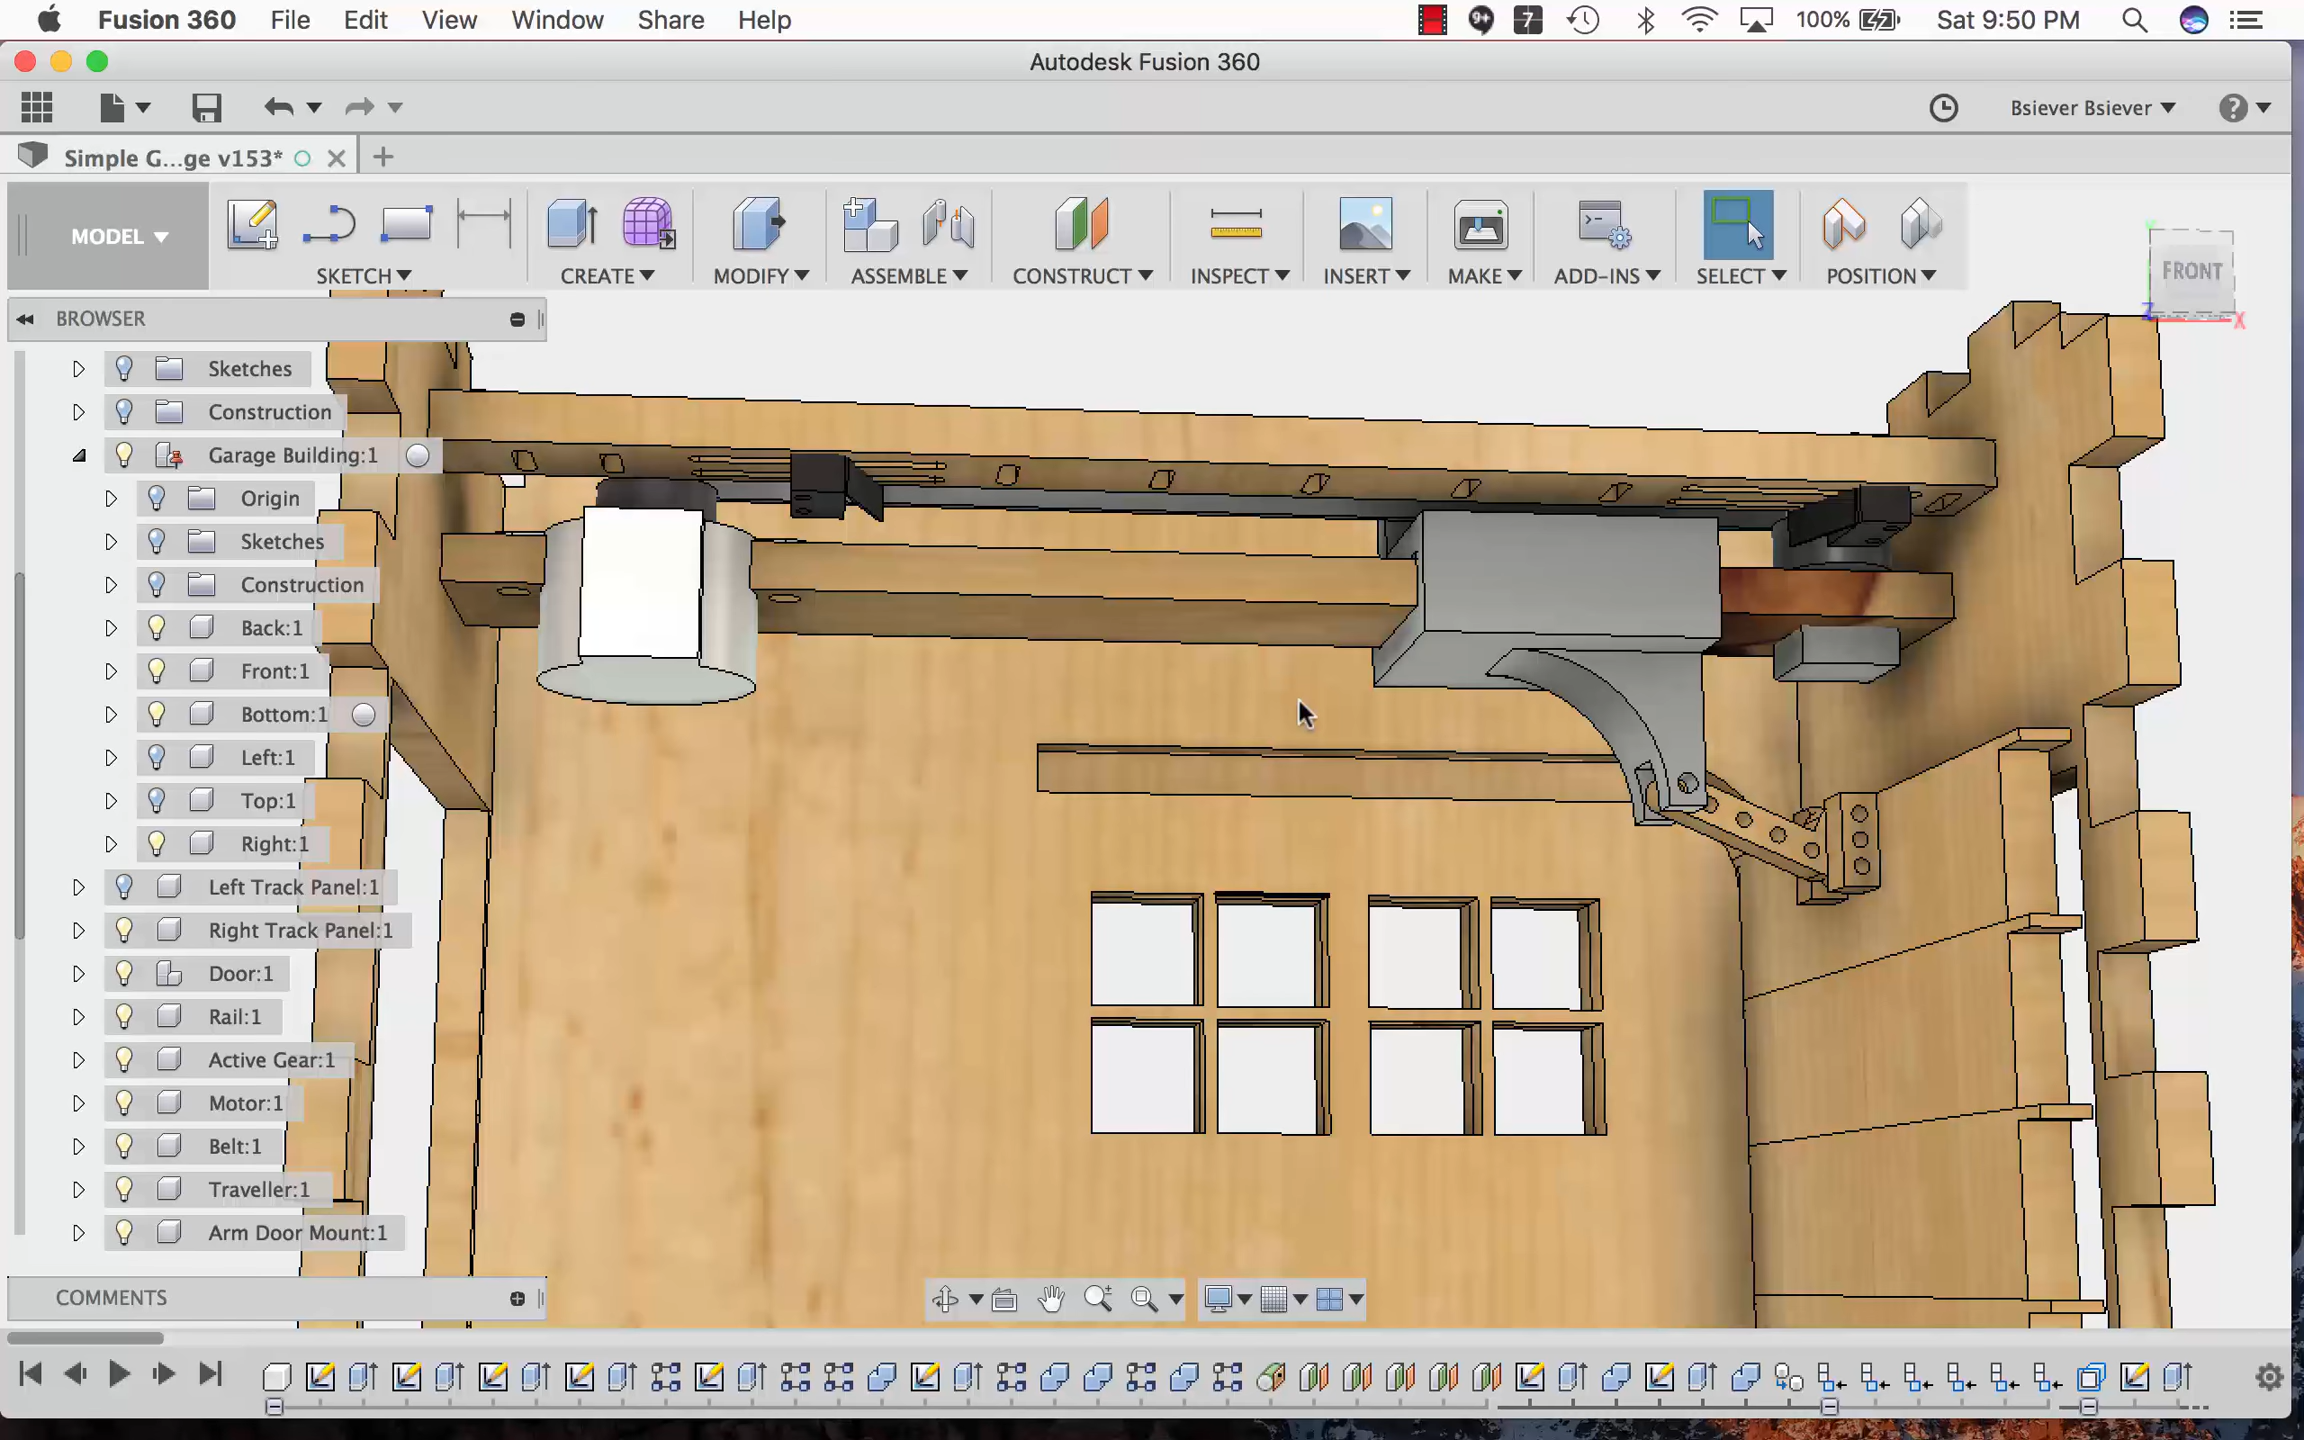 Fusion 360 File Edit View Window Share Help 9+ 7 100% Sat 9:50 PM
Autodesk Fusion 360
Bsiever Bsiever
Simple G...ge v153*
MODEL
SKETCH CREATE MODIFY ASSEMBLE CONSTRUCT INSPECT INSERT MAKE ADD-INS SELECT POSITION
FRONT
X
BROWSER
Sketches
Construction
Garage Building:1
Origin
Sketches
Construction
Back:1
Front:1
Bottom:1
Left:1
Top:1
Right:1
Left Track Panel:1
Right Track Panel:1
Door:1
Rail:1
Active Gear:1
Motor:1
Belt:1
Traveller:1
Arm Door Mount:1
COMMENTS